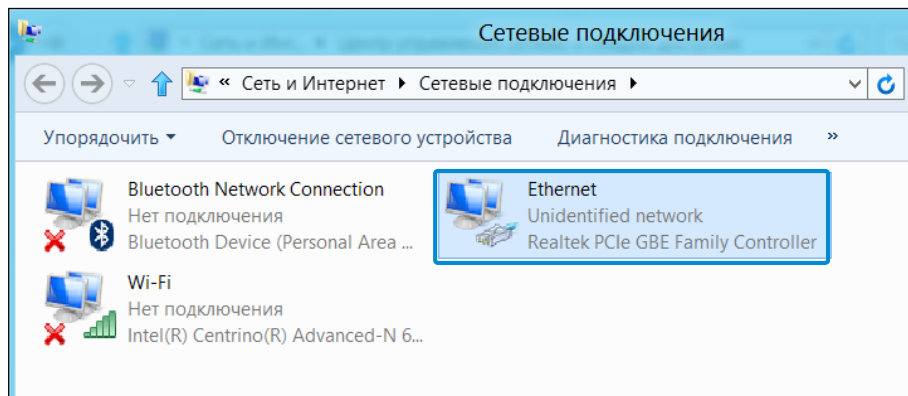 Сетевые подключения
« Сеть и Интернет Сетевые подключения
Упорядочить Отключение сетевого устройства Диагностика подключения »
Bluetooth Network Connection
Нет подключения
Bluetooth Device (Personal Area ...
Ethernet
Unidentified network
Realtek PCIe GBE Family Controller
Wi-Fi
Нет подключения
Intel(R) Centrino(R) Advanced-N 6...